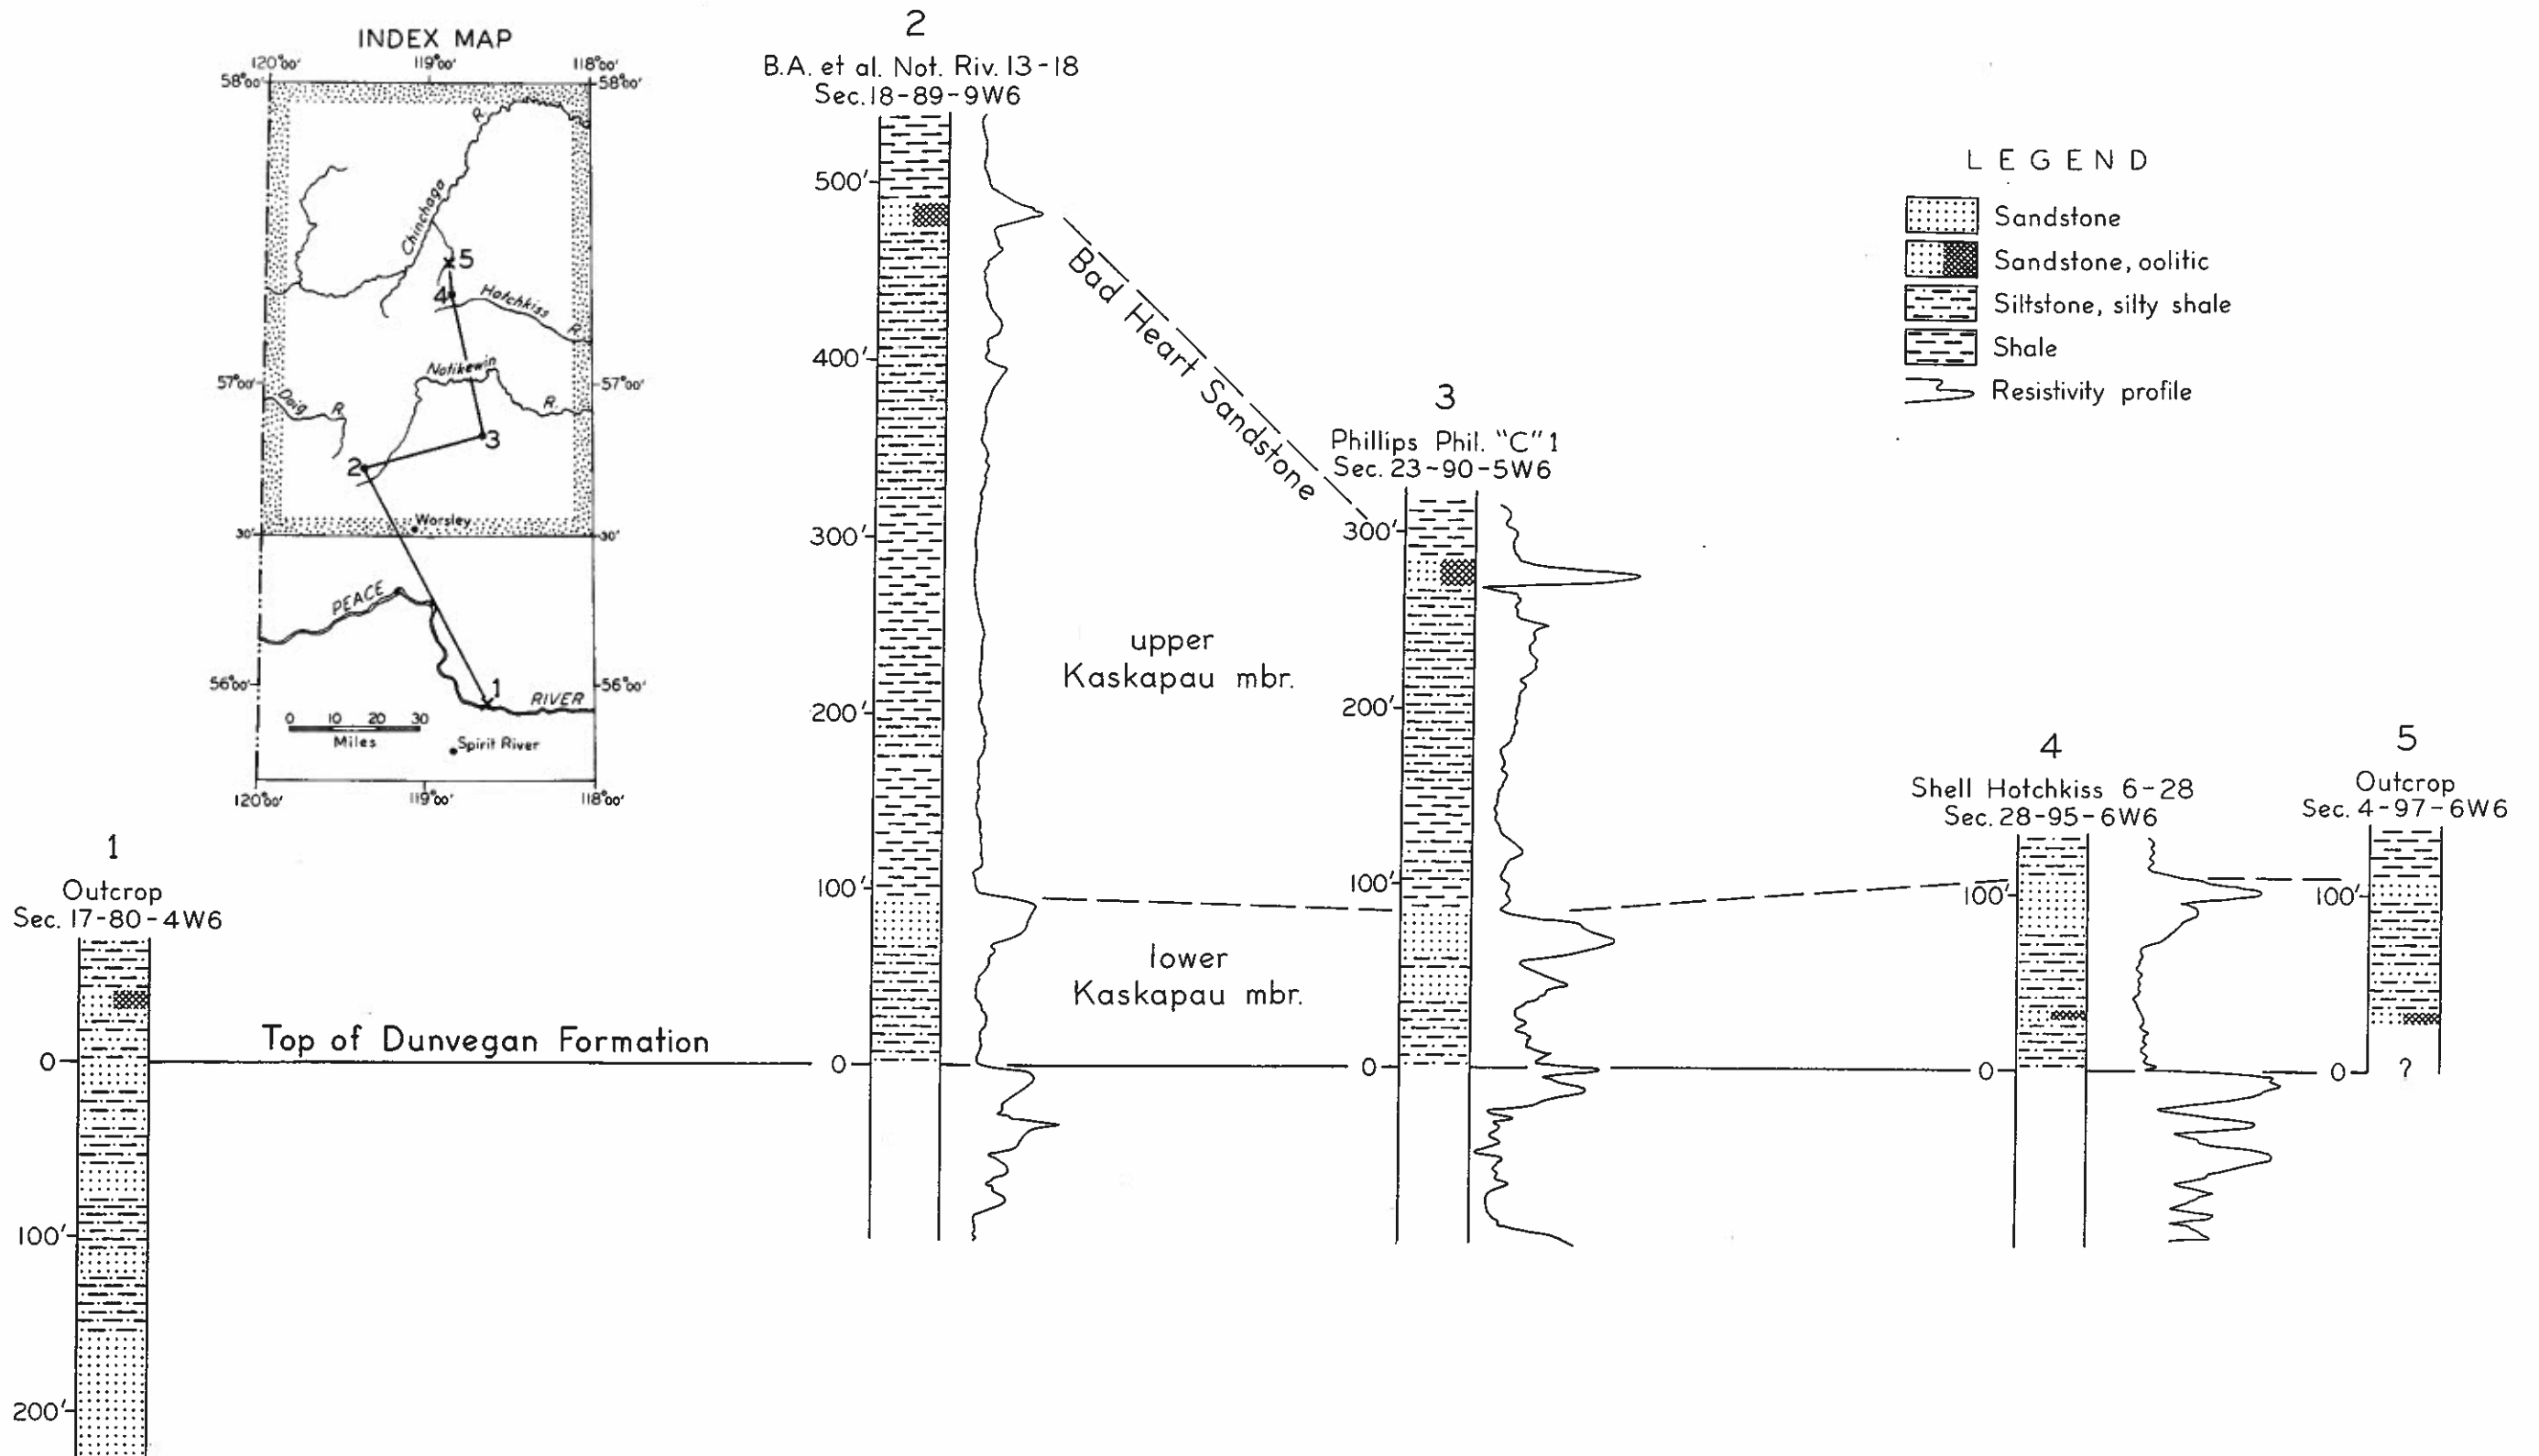 INDEX MAP
120°00' 119°00' 118°00'
58°00' 58°00'
R.
Chinchaga
5
4
Hotchkiss
R.
57°00' Notikewin 57°00'
Doig R. R.
3
2
Worsley
30' 30'
PEACE
56°00' 1 56°00'
RIVER
0 10 20 30
Miles
Spirit River
120°00' 119°00' 118°00'
1
Outcrop
Sec. 17-80-4W6
0
100'
200'
Top of Dunvegan Formation
2
B.A. et al. Not. Riv. 13-18
Sec. 18-89-9W6
500'
400'
300'
200'
100'
0
Bad Heart Sandstone
upper
Kaskapau mbr.
lower
Kaskapau mbr.
3
Phillips Phil. "C" 1
Sec. 23-90-5W6
300'
200'
100'
0
4
Shell Hotchkiss 6-28
Sec. 28-95-6W6
100'
0
5
Outcrop
Sec. 4-97-6W6
100'
0
?
LEGEND
Sandstone
Sandstone, oolitic
Siltstone, silty shale
Shale
Resistivity profile